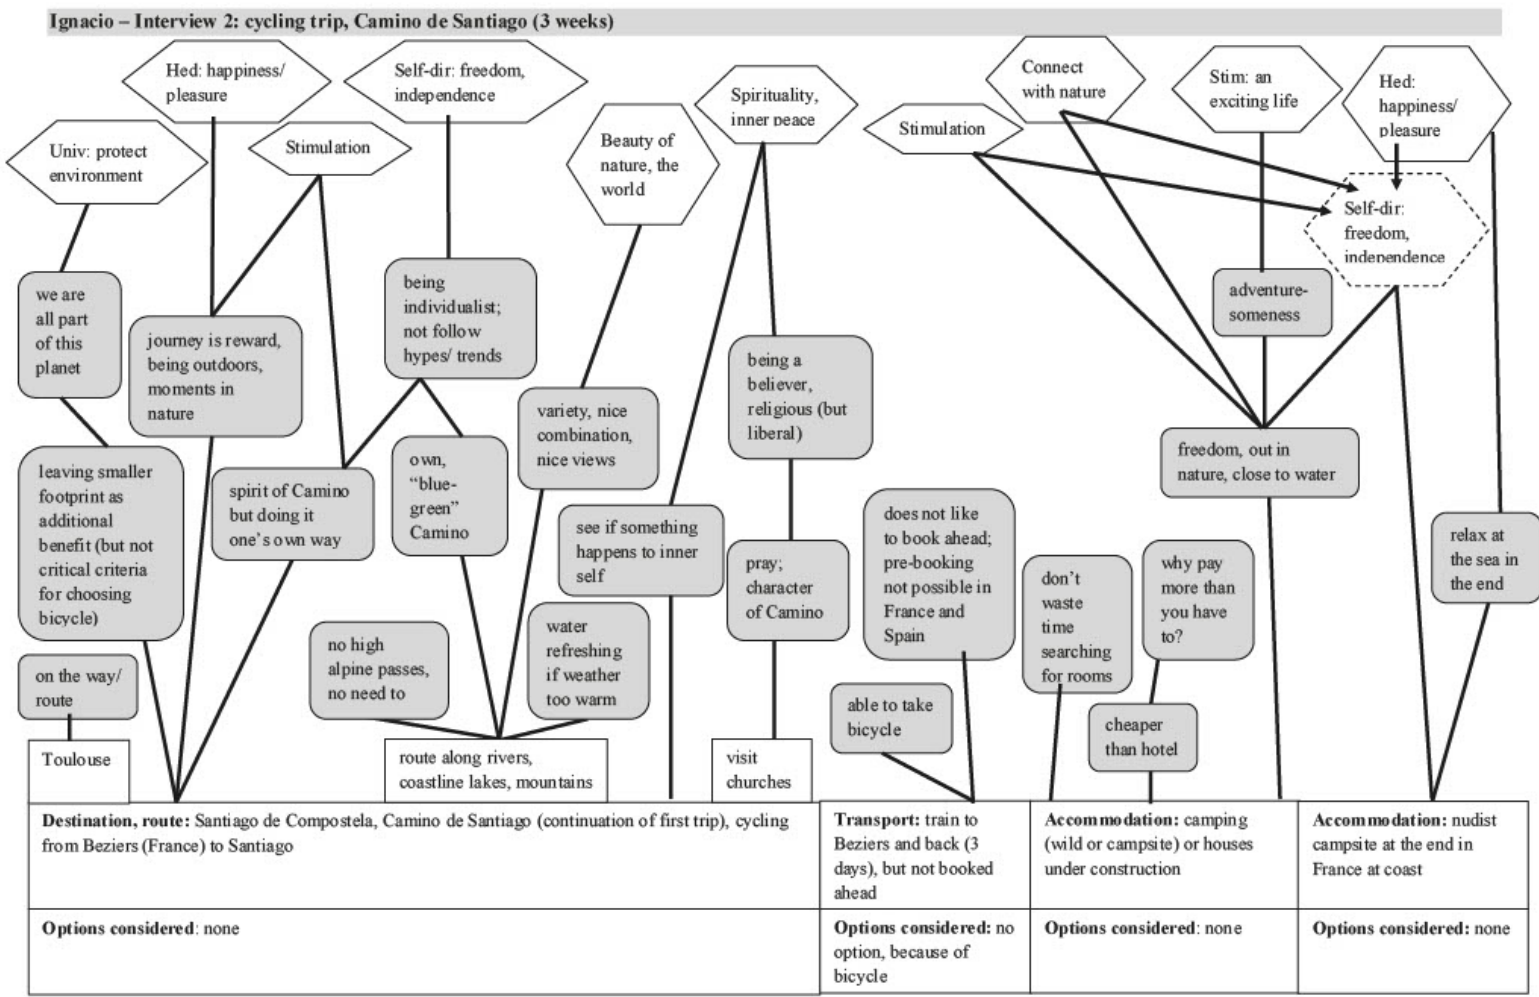 Ignacio – Interview 2: cycling trip, Camino de Santiago (3 weeks)
Hed: happiness/
pleasure
Self-dir: freedom,
independence
Univ: protect
environment
Stimulation
Beauty of
nature, the
world
Spirituality,
inner peace
Stimulation
Connect
with nature
Stim: an
exciting life
Hed:
happiness/
pleasure
Self-dir:
freedom,
independence
we are
all part
of this
planet
journey is reward,
being outdoors,
moments in
nature
being
individualist;
not follow
hypes/ trends
adventure-
someness
leaving smaller
footprint as
additional
benefit (but not
critical criteria
for choosing
bicycle)
spirit of Camino
but doing it
one's own way
own,
“blue-
green”
Camino
variety, nice
combination,
nice views
being a
believer,
religious (but
liberal)
freedom, out in
nature, close to water
see if something
happens to inner
self
pray;
character
of Camino
does not like
to book ahead;
pre-booking
not possible in
France and
Spain
don't
waste
time
searching
for rooms
why pay
more than
you have
to?
relax at
the sea in
the end
on the way/
route
no high
alpine passes,
no need to
water
refreshing
if weather
too warm
able to take
bicycle
cheaper
than hotel
Toulouse
route along rivers,
coastline lakes, mountains
visit
churches
Destination, route: Santiago de Compostela, Camino de Santiago (continuation of first trip), cycling
from Beziers (France) to Santiago
Transport: train to
Beziers and back (3
days), but not booked
ahead
Accommodation: camping
(wild or campsite) or houses
under construction
Accommodation: nudist
campsite at the end in
France at coast
Options considered: none
Options considered: no
option, because of
bicycle
Options considered: none
Options considered: none